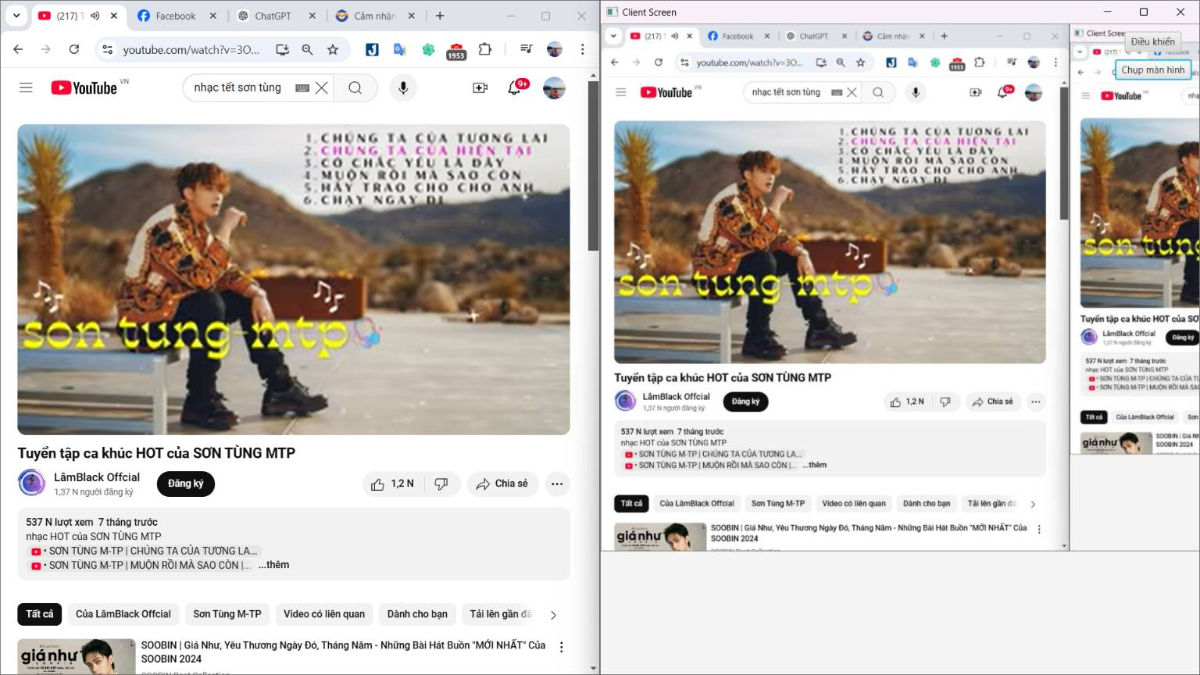 (217) T
Facebook
ChatGPT
Cảm nhận
youtube.com/watch?v=3O...
1953
YouTube VN
nhạc tết sơn tùng
9+
1. CHÚNG TA CỦA TƯƠNG LAI
2. CHÚNG TA CỦA HIỆN TẠI
3. CÓ CHẮC YÊU LÀ ĐÂY
4. MUỘN RỒI MÀ SAO CÒN
5. HÃY TRAO CHO CHO ANH
6. CHẠY NGAY ĐI
son tung-mtp
Tuyển tập ca khúc HOT của SƠN TÙNG MTP
LâmBlack Offcial
1,37 N người đăng ký
Đăng ký
1,2 N
Chia sẻ
537 N lượt xem 7 tháng trước
nhạc HOT của SƠN TÙNG MTP
• SƠN TÙNG M-TP | CHÚNG TA CỦA TƯƠNG LA...
• SƠN TÙNG M-TP | MUỘN RỒI MÀ SAO CÒN |... ...thêm
Tất cả
Của LâmBlack Offcial
Sơn Tùng M-TP
Video có liên quan
Dành cho bạn
Tải lên gần đâ
giá như
SOOBIN | Giá Như, Yêu Thương Ngày Đó, Tháng Năm - Những Bài Hát Buồn "MỚI NHẤT" Của
SOOBIN 2024
Client Screen
(217) T
Facebook
ChatGPT
Cảm nhận
youtube.com/watch?v=3O...
1953
YouTube VN
nhạc tết sơn tùng
9+
1. CHÚNG TA CỦA TƯƠNG LAI
2. CHÚNG TA CỦA HIỆN TẠI
3. CÓ CHẮC YÊU LÀ ĐÂY
4. MUỘN RỒI MÀ SAO CÒN
5. HÃY TRAO CHO CHO ANH
6. CHẠY NGAY ĐI
son tung-mtp
Tuyển tập ca khúc HOT của SƠN TÙNG MTP
LâmBlack Offcial
1,37 N người đăng ký
Đăng ký
1,2 N
Chia sẻ
537 N lượt xem 7 tháng trước
nhạc HOT của SƠN TÙNG MTP
• SƠN TÙNG M-TP | CHÚNG TA CỦA TƯƠNG LA...
• SƠN TÙNG M-TP | MUỘN RỒI MÀ SAO CÒN |... ...thêm
Tất cả
Của LâmBlack Offcial
Sơn Tùng M-TP
Video có liên quan
Dành cho bạn
Tải lên gần đâ
giá như
SOOBIN | Giá Như, Yêu Thương Ngày Đó, Tháng Năm - Những Bài Hát Buồn "MỚI NHẤT" Của
SOOBIN 2024
Client Scree
Điều khiển
Chụp màn hình
YouTube
nhạ
son tung
Tuyển tập ca khúc HOT của SƠ
LâmBlack Offcial
1,37 N người đăng ký
Đăng ký
537 N lượt xem 7 tháng trước
nhạc HOT của SƠN TÙNG MTP
• SƠN TÙNG M-TP | CHÚNG TA CỦA TƯ
• SƠN TÙNG M-TP | MUỘN RỒI MÀ SA
Tất cả
Của LâmBlack Offcial
Sơn
giá như
SOOBIN | Giá N
SOOBIN 2024